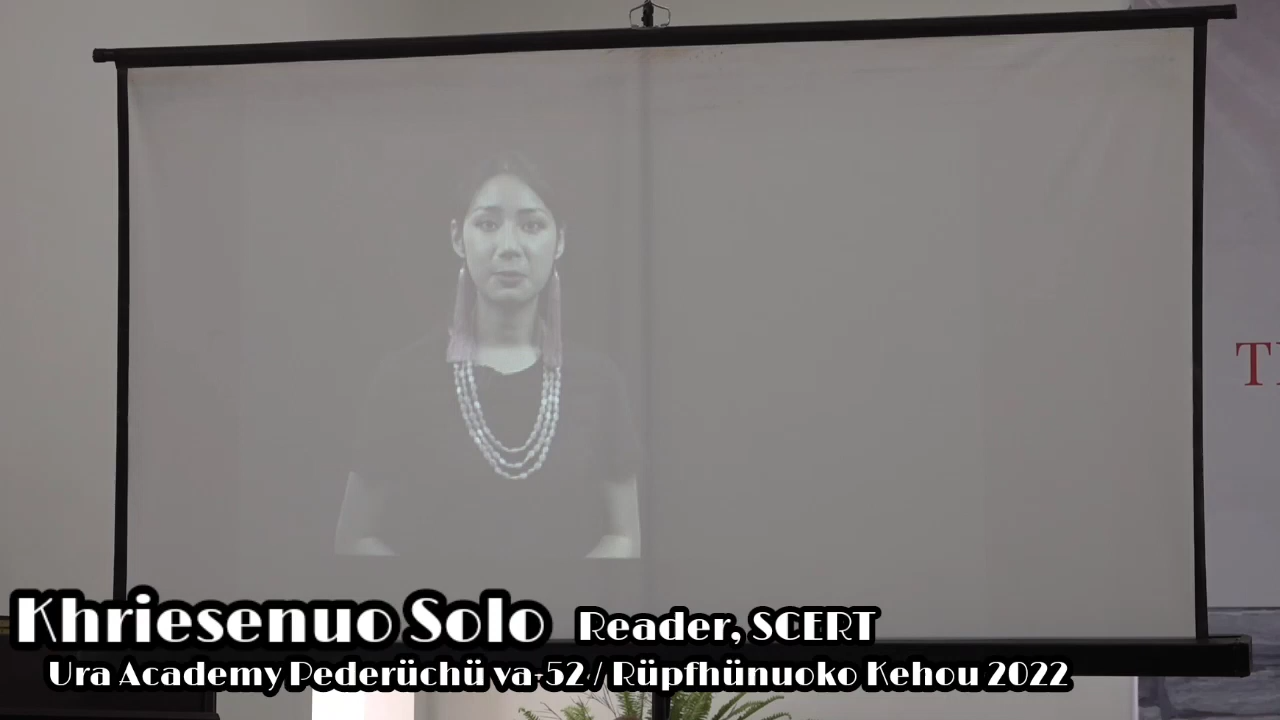 T
Khriesenuo Solo Reader, SCERT
Ura Academy Pederüchü va-52 / Rüpfhünuoko Kehou 2022